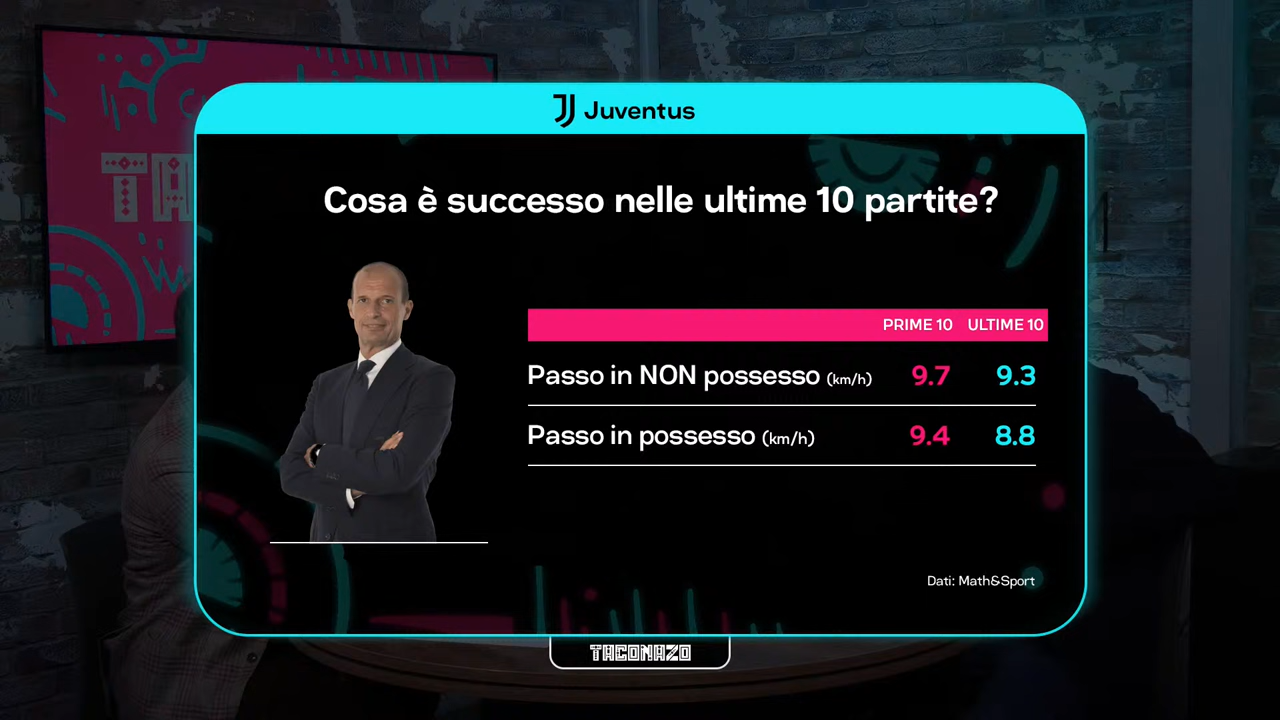 Juventus
Cosa è successo nelle ultime 10 partite?
PRIME 10 ULTIME 10
Passo in NON possesso (km/h) 9.7 9.3
Passo in possesso (km/h) 9.4 8.8
Dati: Math&Sport
TACONAZO